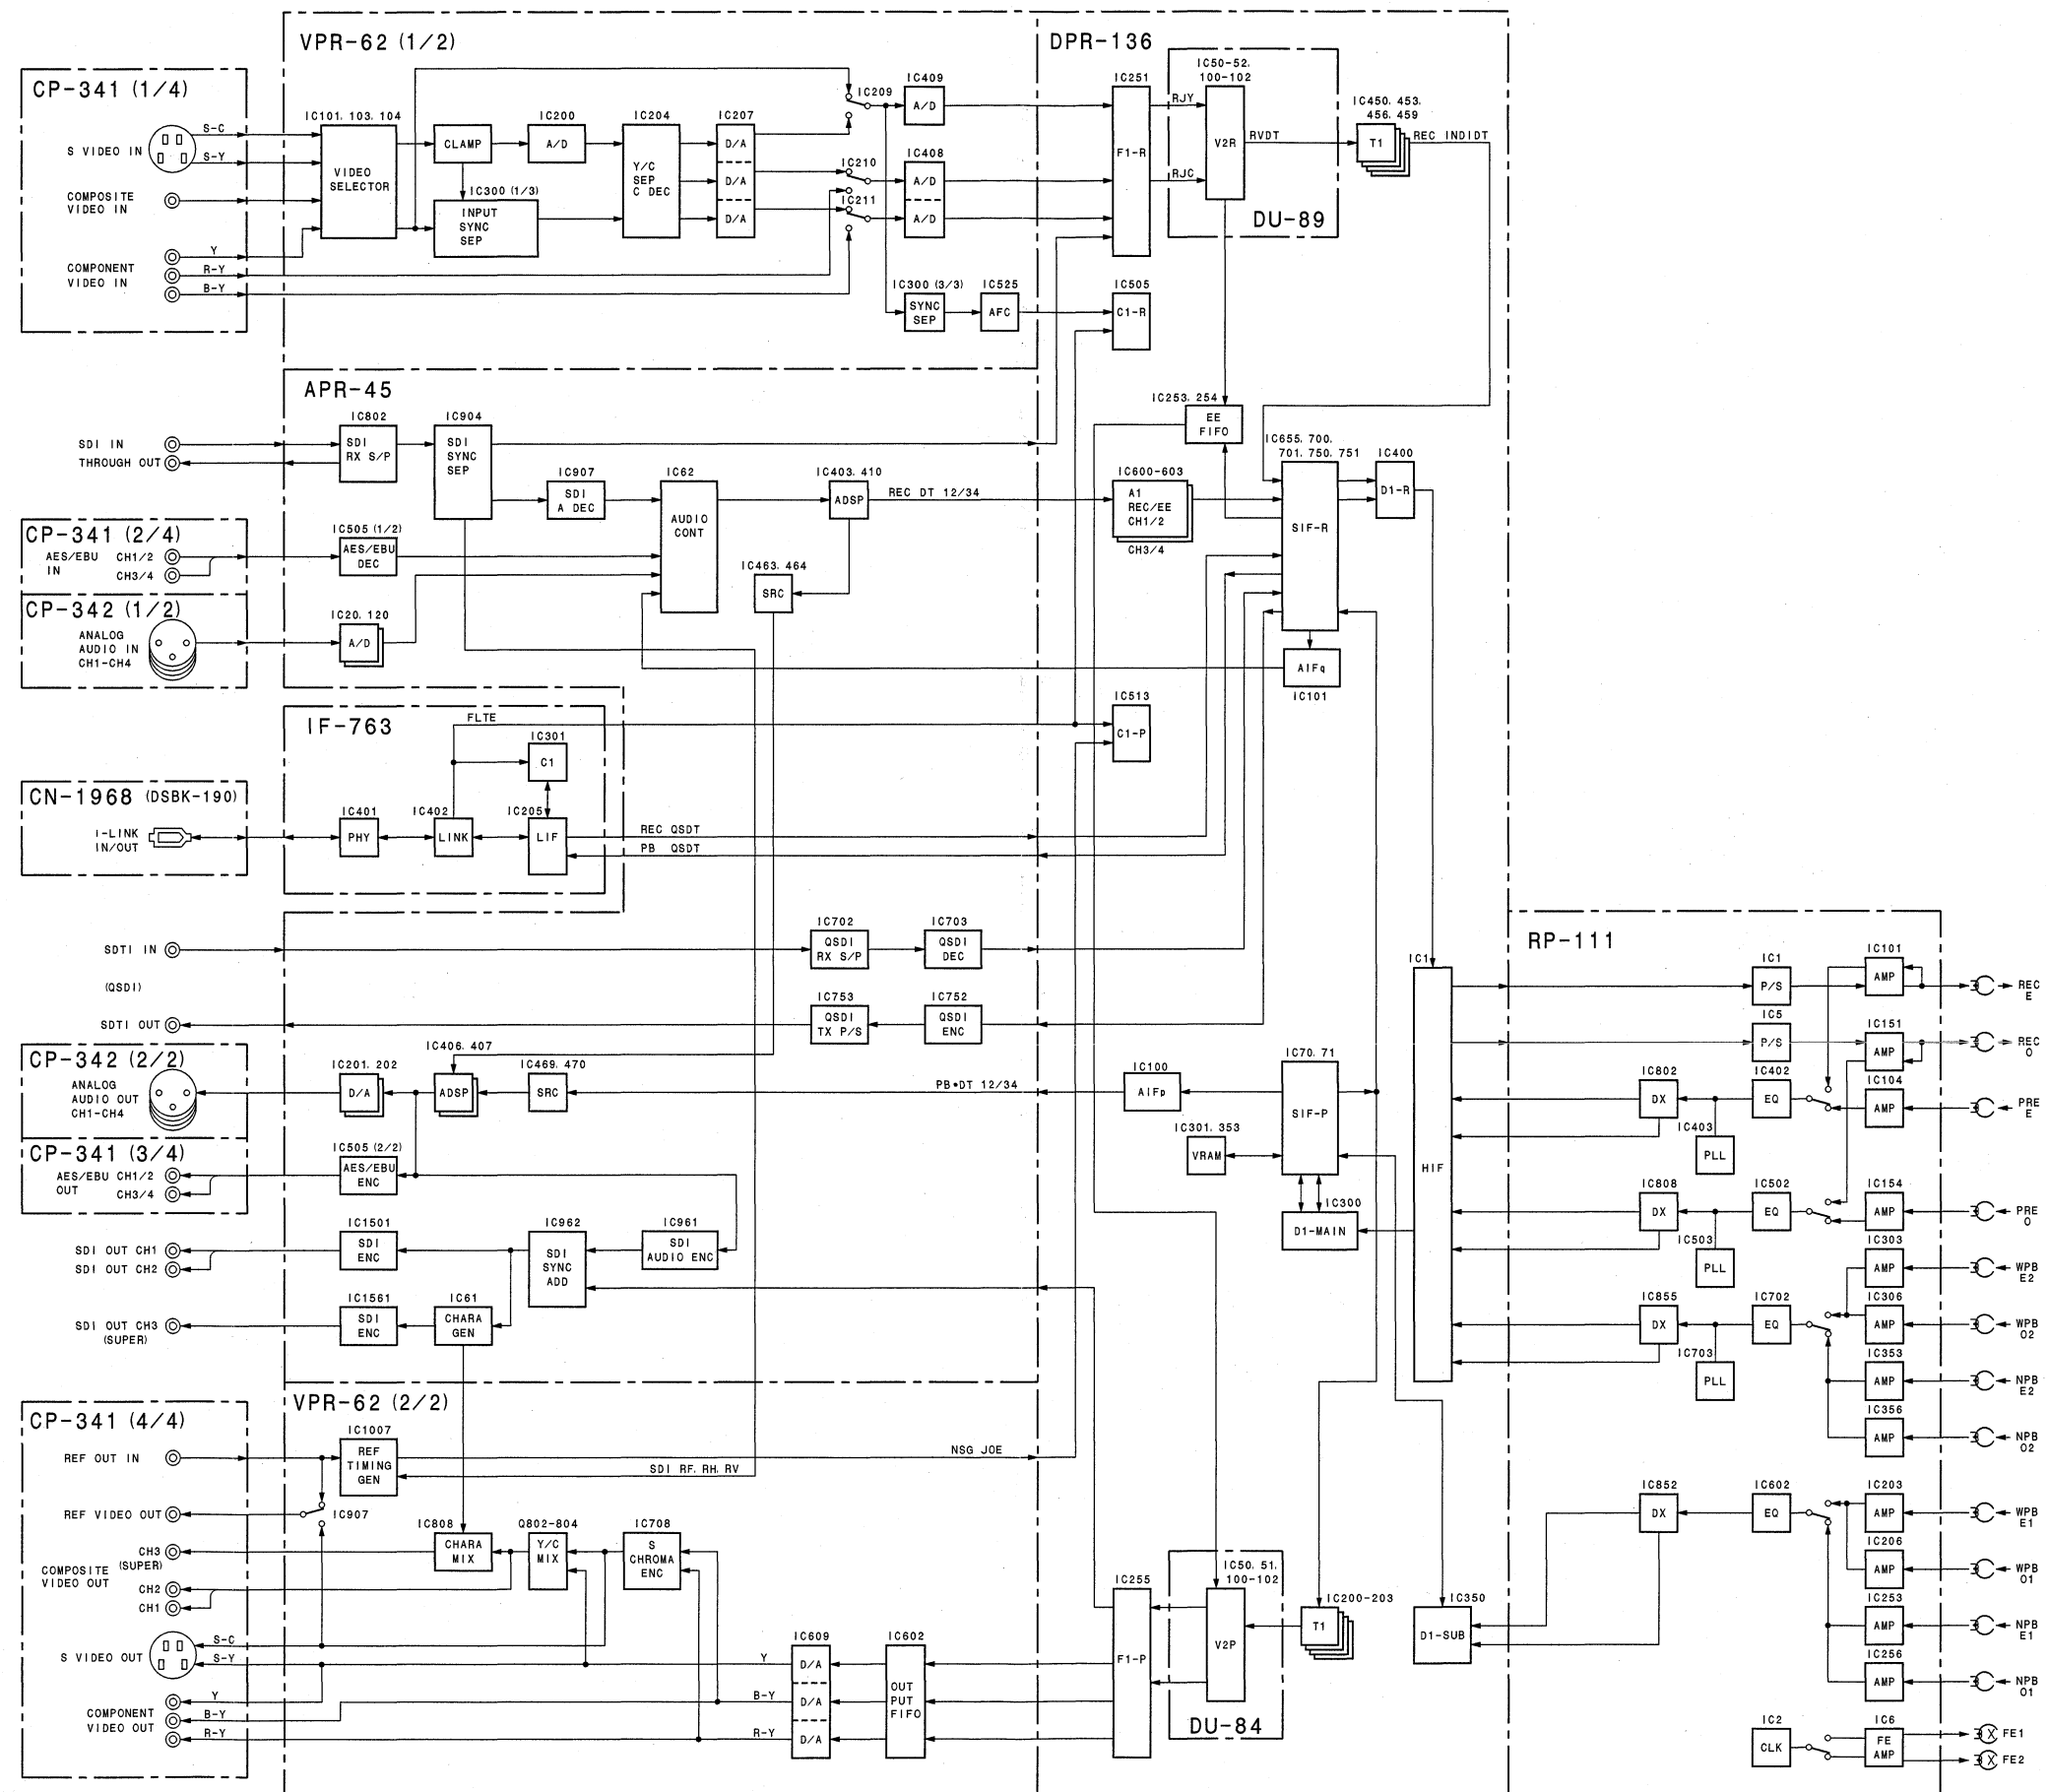 VPR-62 (1/2)
DPR-136
CP-341 (1/4)
S VIDEO IN
S-C
S-Y
COMPOSITE
VIDEO IN
COMPONENT
VIDEO IN
Y
R-Y
B-Y
IC101. 103. 104
VIDEO
SELECTOR
CLAMP
IC200
A/D
IC300 (1/3)
INPUT
SYNC
SEP
IC204
Y/C
SEP
C DEC
IC207
D/A
D/A
D/A
IC209
IC210
IC211
IC409
A/D
IC408
A/D
A/D
IC300 (3/3)
SYNC
SEP
IC525
AFC
IC251
F1-R
RJY
RJC
IC50-52.
100-102
V2R
DU-89
RVDT
IC450. 453.
456. 459
T1
REC INDIDT
IC505
C1-R
APR-45
SDI IN
THROUGH OUT
IC802
SDI
RX S/P
IC904
SDI
SYNC
SEP
IC907
SDI
A DEC
IC62
AUDIO
CONT
IC403. 410
ADSP
REC DT 12/34
IC600-603
A1
REC/EE
CH1/2
CH3/4
IC253. 254
EE
FIFO
IC655. 700.
701. 750. 751
SIF-R
IC400
D1-R
CP-341 (2/4)
AES/EBU
IN
CH1/2
CH3/4
IC505 (1/2)
AES/EBU
DEC
IC463. 464
SRC
CP-342 (1/2)
ANALOG
AUDIO IN
CH1-CH4
IC20. 120
A/D
AIFq
IC101
IF-763
FLTE
IC301
C1
IC513
C1-P
CN-1968 (DSBK-190)
i-LINK
IN/OUT
IC401
PHY
IC402
LINK
IC205
LIF
REC QSDT
PB QSDT
SDTI IN
(QSDI)
SDTI OUT
IC702
QSDI
RX S/P
IC703
QSDI
DEC
IC753
QSDI
TX P/S
IC752
QSDI
ENC
CP-342 (2/2)
ANALOG
AUDIO OUT
CH1-CH4
IC201. 202
D/A
IC406. 407
ADSP
IC469. 470
SRC
PB•DT 12/34
IC100
AIFp
IC70. 71
SIF-P
IC301. 353
VRAM
IC300
D1-MAIN
IC1
HIF
CP-341 (3/4)
AES/EBU CH1/2
OUT
CH3/4
IC505 (2/2)
AES/EBU
ENC
SDI OUT CH1
SDI OUT CH2
IC1501
SDI
ENC
IC962
SDI
SYNC
ADD
IC961
SDI
AUDIO ENC
SDI OUT CH3
(SUPER)
IC1561
SDI
ENC
IC61
CHARA
GEN
RP-111
IC1
P/S
IC101
AMP
REC
E
IC5
P/S
IC151
AMP
REC
O
IC802
DX
IC402
EQ
IC104
AMP
PRE
E
IC403
PLL
IC808
DX
IC502
EQ
IC154
AMP
PRE
O
IC503
PLL
IC303
AMP
WPB
E2
IC855
DX
IC702
EQ
IC306
AMP
WPB
O2
IC703
PLL
IC353
AMP
NPB
E2
IC356
AMP
NPB
O2
IC852
DX
IC602
EQ
IC203
AMP
WPB
E1
IC206
AMP
WPB
O1
IC253
AMP
NPB
E1
IC256
AMP
NPB
O1
IC2
CLK
IC6
FE
AMP
FE1
FE2
VPR-62 (2/2)
CP-341 (4/4)
REF OUT IN
IC1007
REF
TIMING
GEN
NSG JOE
SDI RF. RH. RV
REF VIDEO OUT
IC907
CH3
(SUPER)
COMPOSITE
VIDEO OUT
CH2
CH1
IC808
CHARA
MIX
Q802-804
Y/C
MIX
IC708
S
CHROMA
ENC
S VIDEO OUT
S-C
S-Y
COMPONENT
VIDEO OUT
Y
B-Y
R-Y
Y
B-Y
R-Y
IC609
D/A
D/A
D/A
IC602
OUT
PUT
FIFO
IC255
F1-P
IC50. 51.
100-102
V2P
DU-84
IC200-203
T1
IC350
D1-SUB